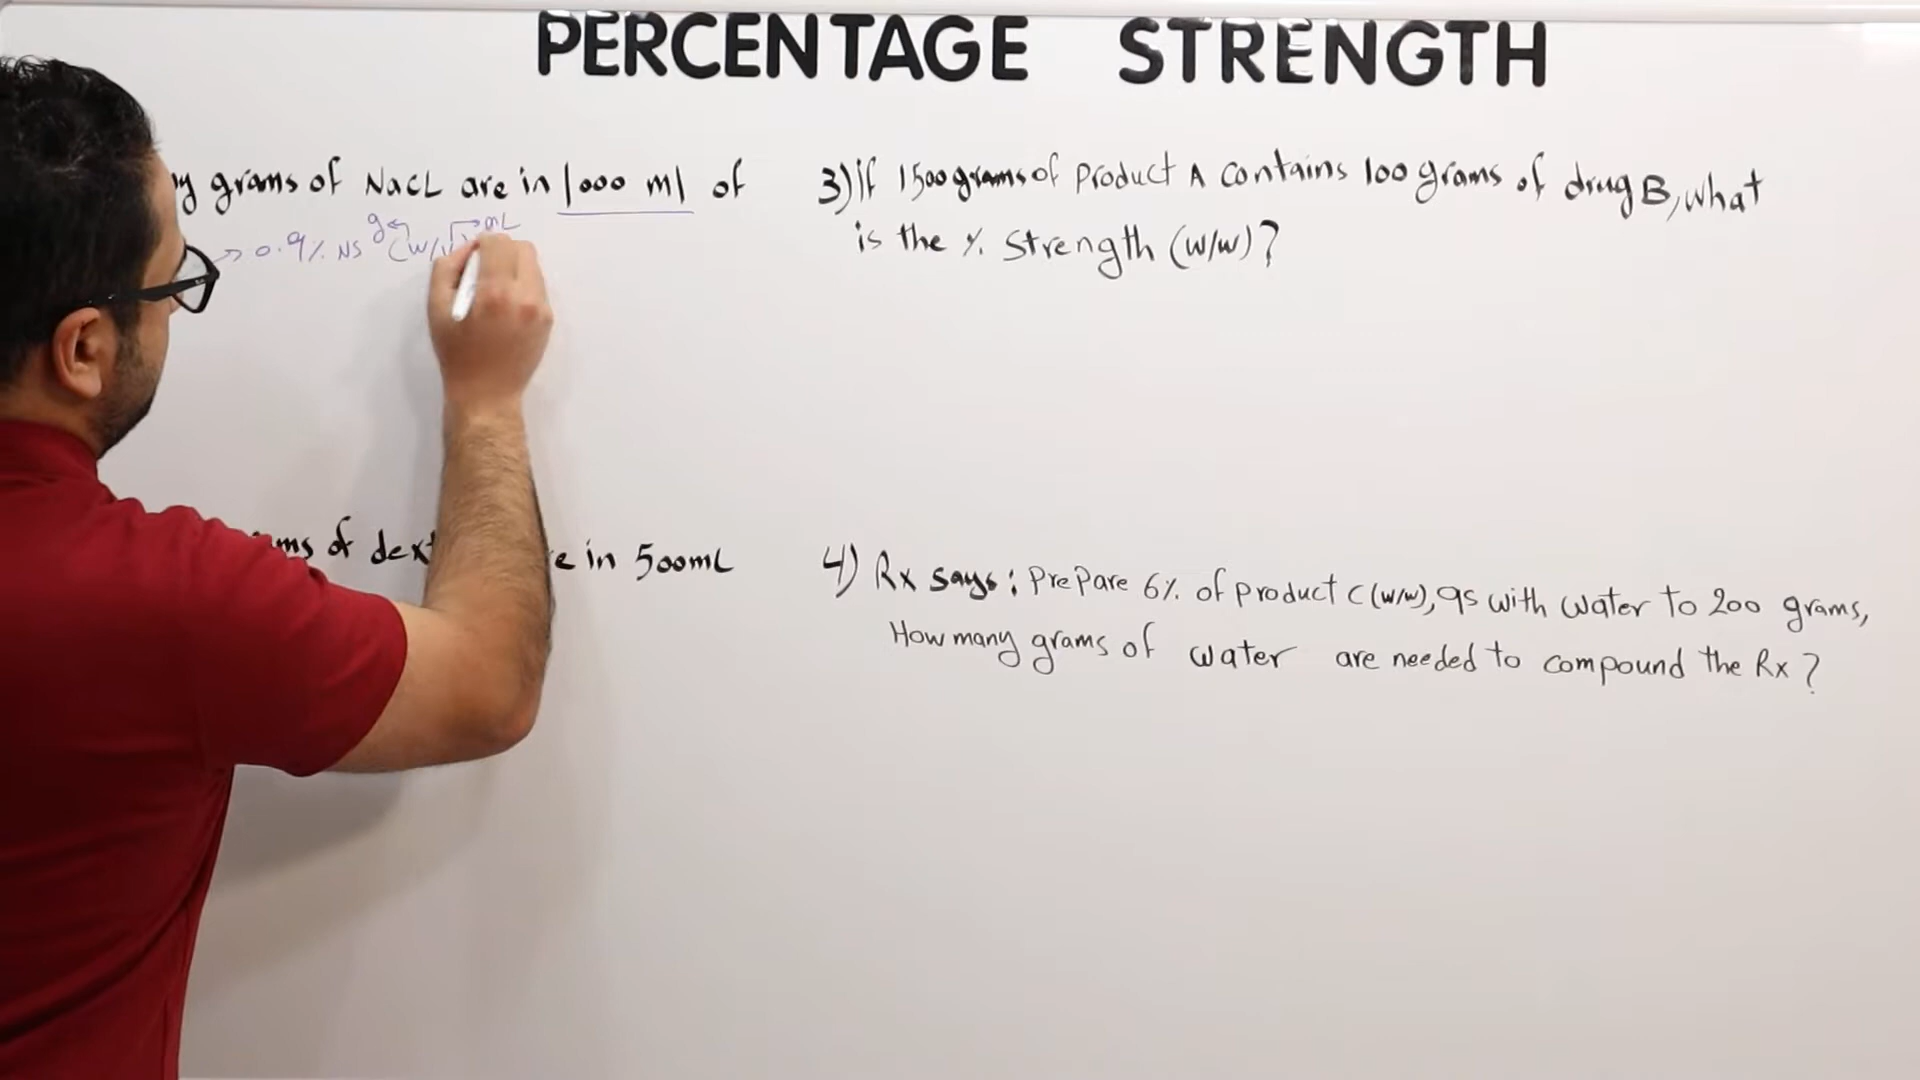 PERCENTAGE STRENGTH
grams of NaCL are in 1000 ml of
g mL
→ 0.9% NS (w/v)
of dext e in 500mL
3) if 1500 grams of Product A contains 100 grams of drug B, what
is the % Strength (w/w)?
4) Rx says: PrePare 6% of product C (w/w), qs with water to 200 grams,
How many grams of water are needed to compound the Rx?